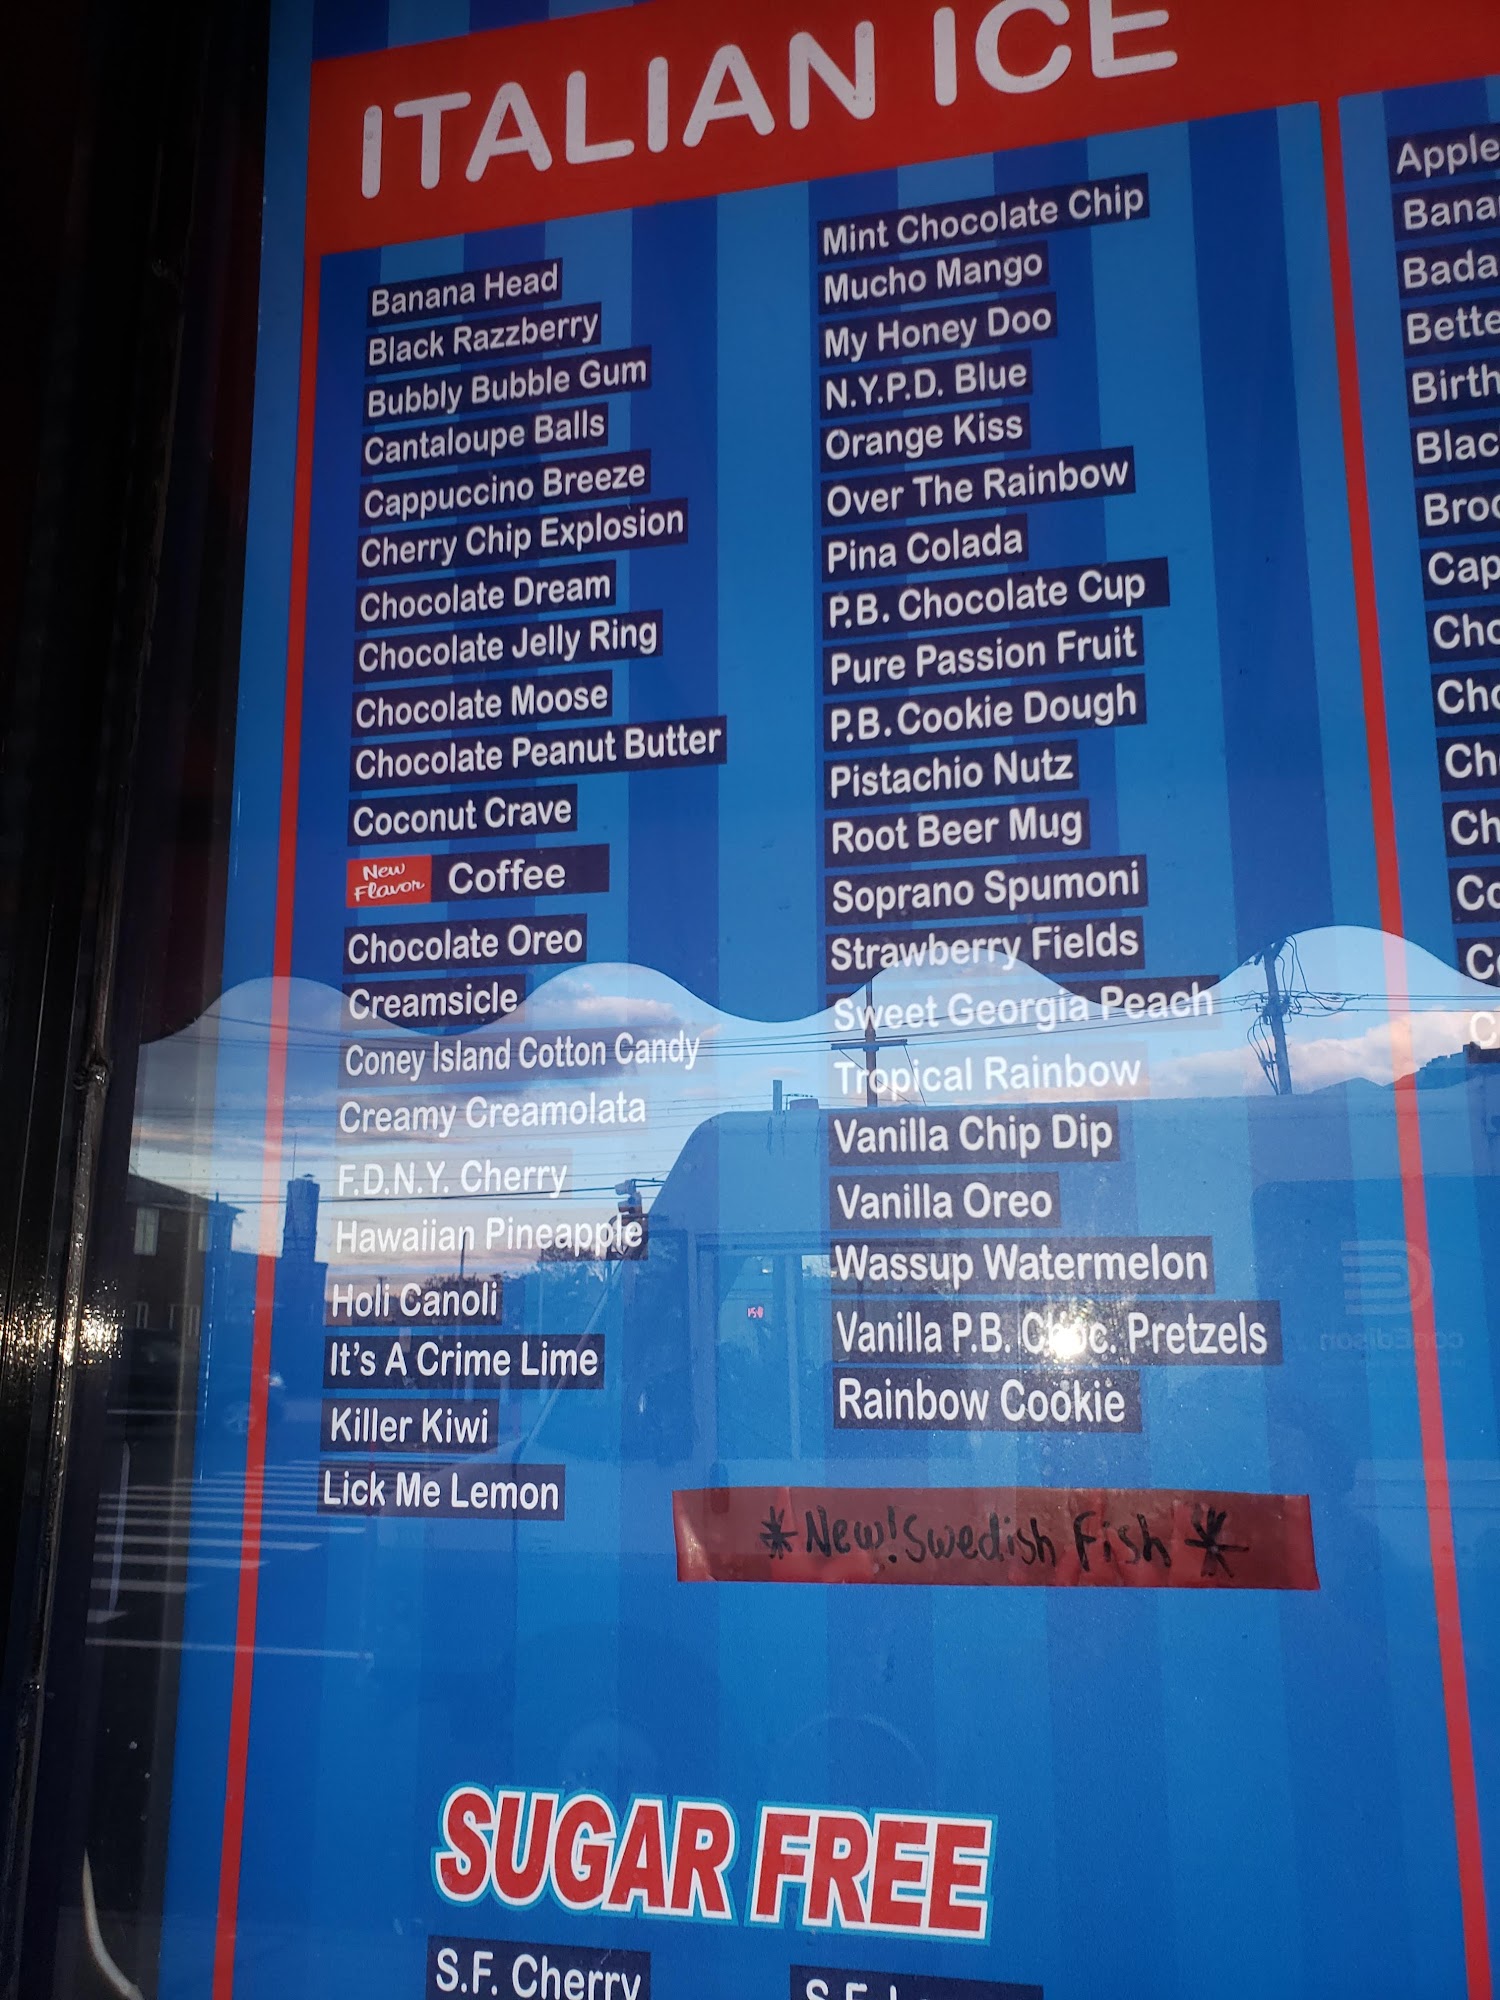 ITALIAN ICE
Banana Head
Black Razzberry
Bubbly Bubble Gum
Cantaloupe Balls
Cappuccino Breeze
Cherry Chip Explosion
Chocolate Dream
Chocolate Jelly Ring
Chocolate Moose
Chocolate Peanut Butter
Coconut Crave
New Flavor Coffee
Chocolate Oreo
Creamsicle
Coney Island Cotton Candy
Creamy Creamolata
F.D.N.Y. Cherry
Hawaiian Pineapple
Holi Canoli
It's A Crime Lime
Killer Kiwi
Lick Me Lemon
Mint Chocolate Chip
Mucho Mango
My Honey Doo
N.Y.P.D. Blue
Orange Kiss
Over The Rainbow
Pina Colada
P.B. Chocolate Cup
Pure Passion Fruit
P.B. Cookie Dough
Pistachio Nutz
Root Beer Mug
Soprano Spumoni
Strawberry Fields
Sweet Georgia Peach
Tropical Rainbow
Vanilla Chip Dip
Vanilla Oreo
Wassup Watermelon
Vanilla P.B. Choc. Pretzels
Rainbow Cookie
*New! Swedish Fish*
SUGAR FREE
S.F. Cherry
S.F.
Apple